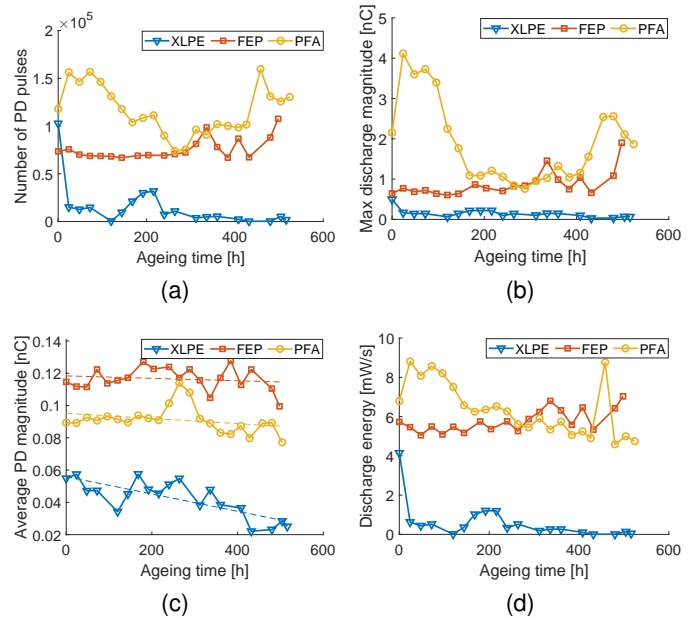 ×10^5
XLPE FEP PFA
Number of PD pulses
2
1.5
1
0.5
0
0 200 400 600
Ageing time [h]
(a)
XLPE FEP PFA
Max discharge magnitude [nC]
5
4
3
2
1
0
0 200 400 600
Ageing time [h]
(b)
XLPE FEP PFA
Average PD magnitude [nC]
0.14
0.12
0.1
0.08
0.06
0.04
0.02
0 200 400 600
Ageing time [h]
(c)
XLPE FEP PFA
Discharge energy [mW/s]
10
8
6
4
2
0
0 200 400 600
Ageing time [h]
(d)